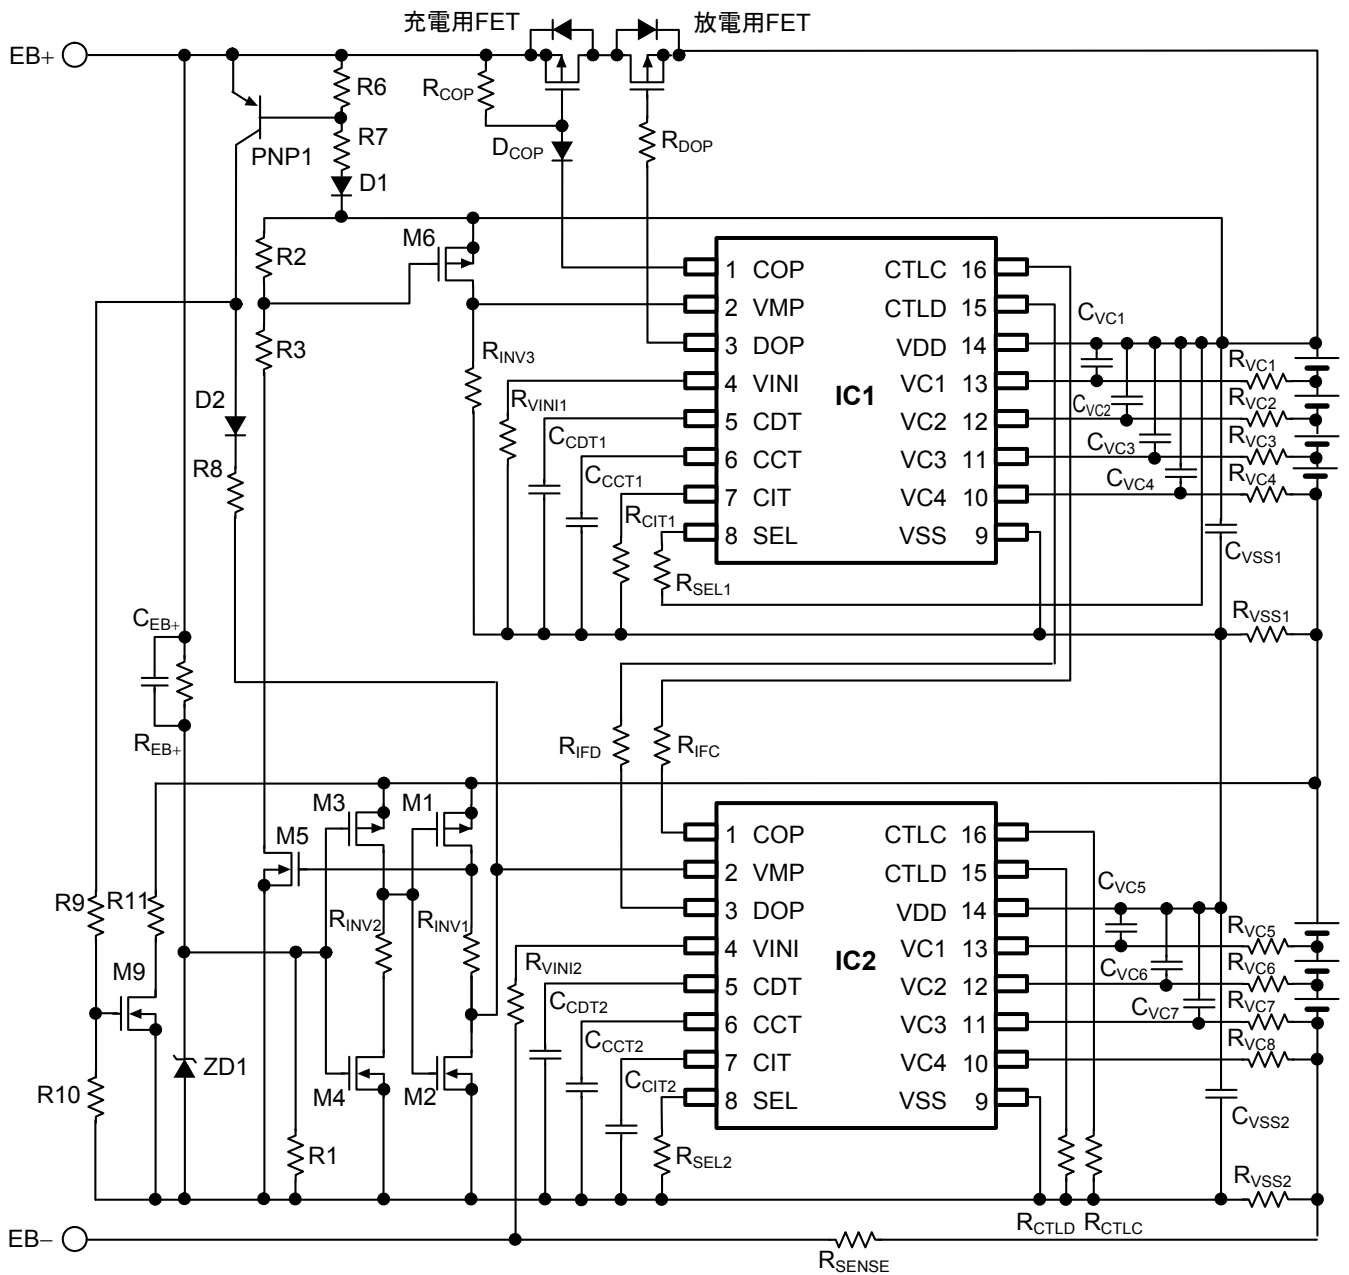 充電用FET
放電用FET
EB+
R6
RCOP
PNP1
R7
DCOP
RDOP
D1
M6
R2
1 COP CTLC 16
2 VMP CTLD 15
3 DOP VDD 14
4 VINI VC1 13
5 CDT VC2 12
6 CCT VC3 11
7 CIT VC4 10
8 SEL VSS 9
IC1
CVC1
R3
RINV3
RVC1
D2
RVINI1
CVC2
RVC2
CCDT1
CVC3
RVC3
R8
CCCT1
CVC4
RVC4
RCIT1
CVSS1
RSEL1
CEB+
RVSS1
REB+
RIFD
RIFC
M3
M1
M5
1 COP CTLC 16
2 VMP CTLD 15
3 DOP VDD 14
4 VINI VC1 13
5 CDT VC2 12
6 CCT VC3 11
7 CIT VC4 10
8 SEL VSS 9
IC2
CVC5
R9
R11
RINV2
RINV1
RVC5
RVINI2
CVC6
RVC6
M9
CCDT2
CVC7
RVC7
CCCT2
RVC8
ZD1
R10
M4
M2
CCIT2
CVSS2
R1
RSEL2
RVSS2
RCTLD
RCTLC
EB−
RSENSE